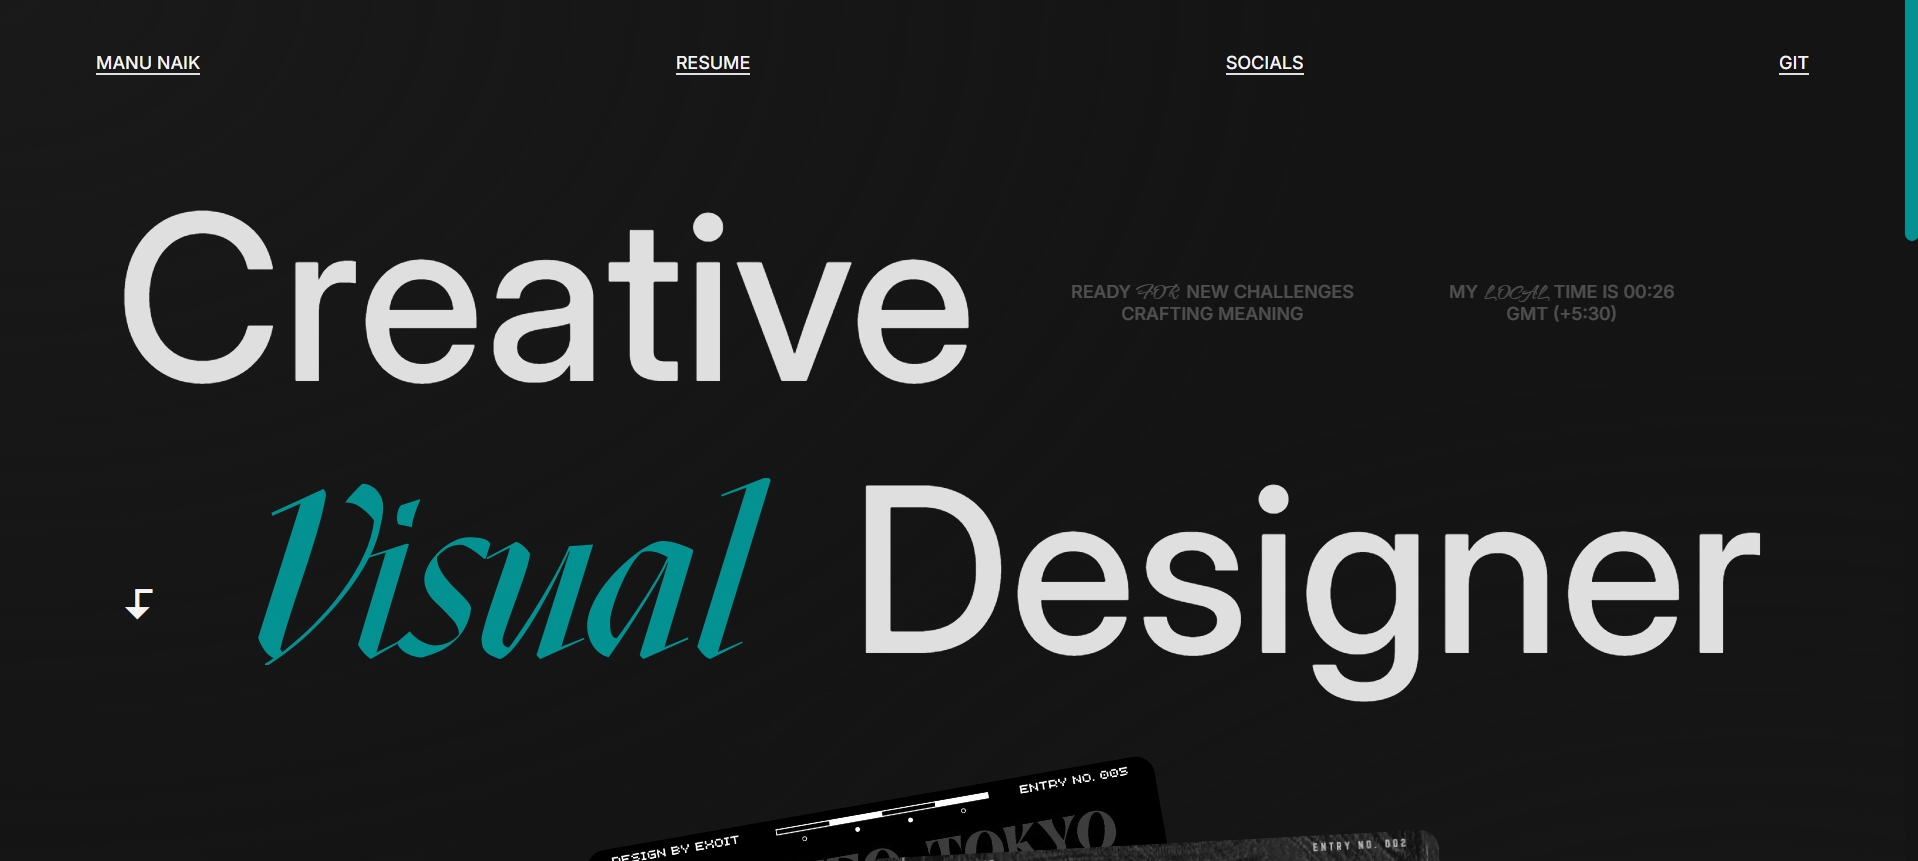 MANU NAIK
RESUME
SOCIALS
GIT
Creative
READY FOR NEW CHALLENGES
CRAFTING MEANING
MY LOCAL TIME IS 00:26
GMT (+5:30)
Visual Designer
DESIGN BY EXOIT
ENTRY NO. 005
TOKYO
ENTRY NO. 002